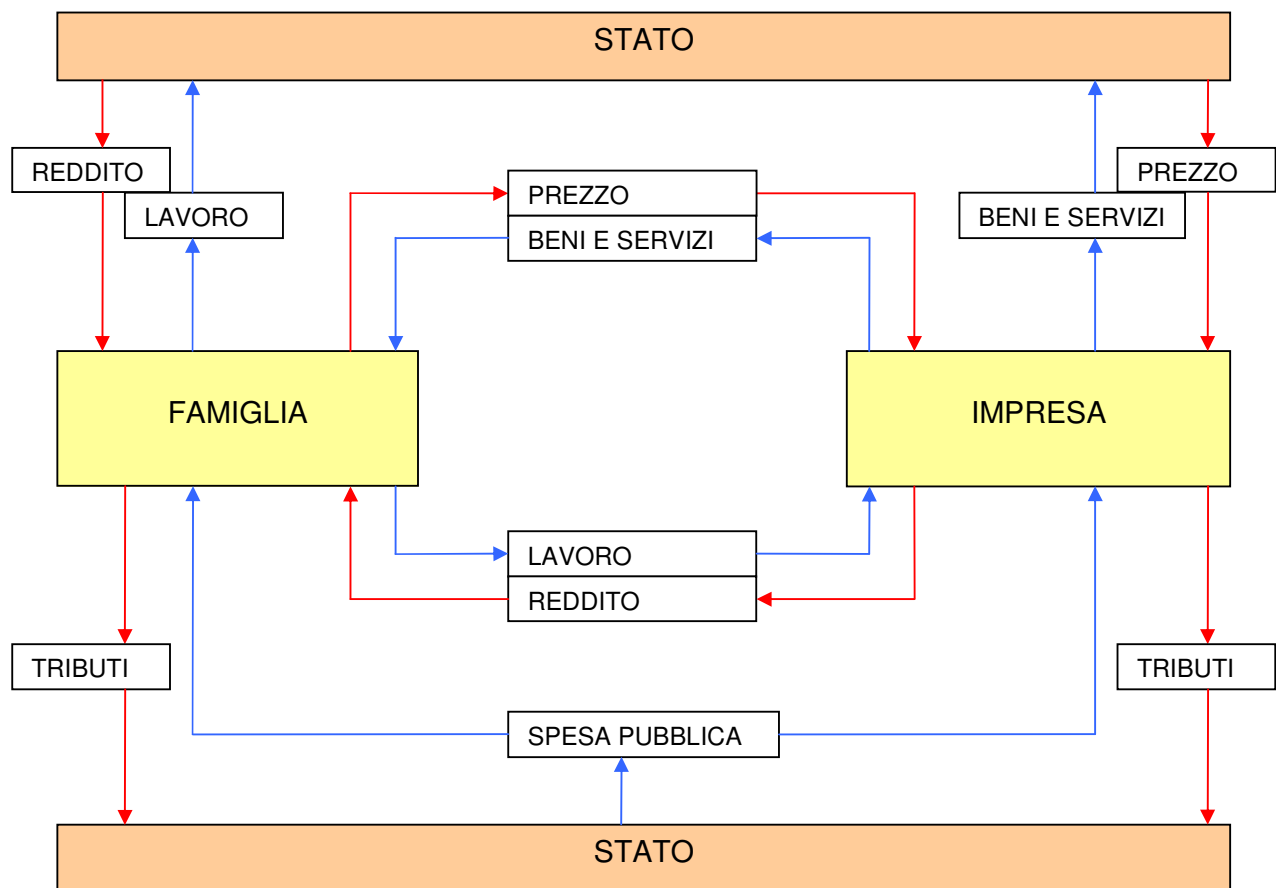 STATO
REDDITO
PREZZO
PREZZO
LAVORO
BENI E SERVIZI
BENI E SERVIZI
FAMIGLIA
IMPRESA
LAVORO
REDDITO
TRIBUTI
TRIBUTI
SPESA PUBBLICA
STATO